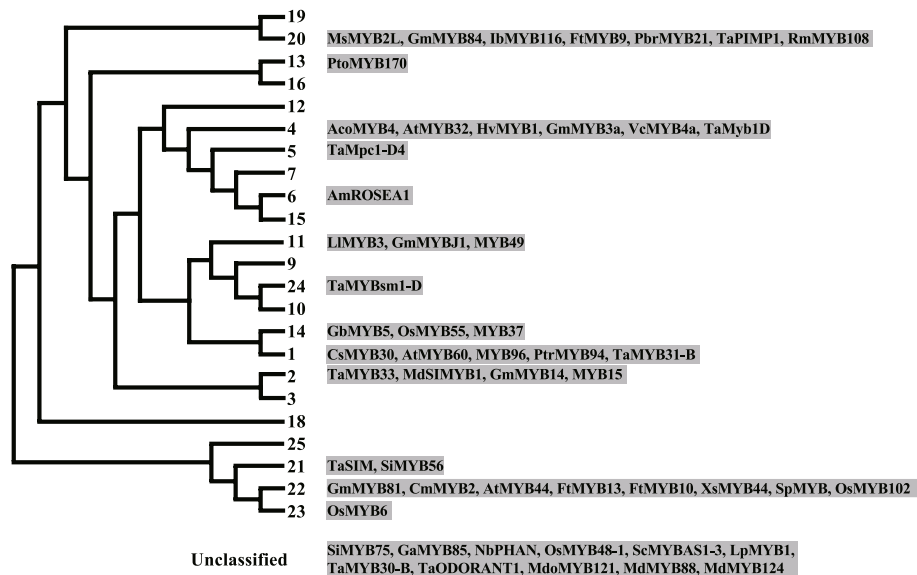 19
20 MsMYB2L, GmMYB84, IbMYB116, FtMYB9, PbrMYB21, TaPIMP1, RmMYB108
13 PtoMYB170
16
12
4 AcoMYB4, AtMYB32, HvMYB1, GmMYB3a, VcMYB4a, TaMyb1D
5 TaMpc1-D4
7
6 AmROSEA1
15
11 LlMYB3, GmMYBJ1, MYB49
9
24 TaMYBsm1-D
10
14 GbMYB5, OsMYB55, MYB37
1 CsMYB30, AtMYB60, MYB96, PtrMYB94, TaMYB31-B
2 TaMYB33, MdSIMYB1, GmMYB14, MYB15
3
18
25
21 TaSIM, SiMYB56
22 GmMYB81, CmMYB2, AtMYB44, FtMYB13, FtMYB10, XsMYB44, SpMYB, OsMYB102
23 OsMYB6
Unclassified
SiMYB75, GaMYB85, NbPHAN, OsMYB48-1, ScMYBAS1-3, LpMYB1,
TaMYB30-B, TaODORANT1, MdoMYB121, MdMYB88, MdMYB124